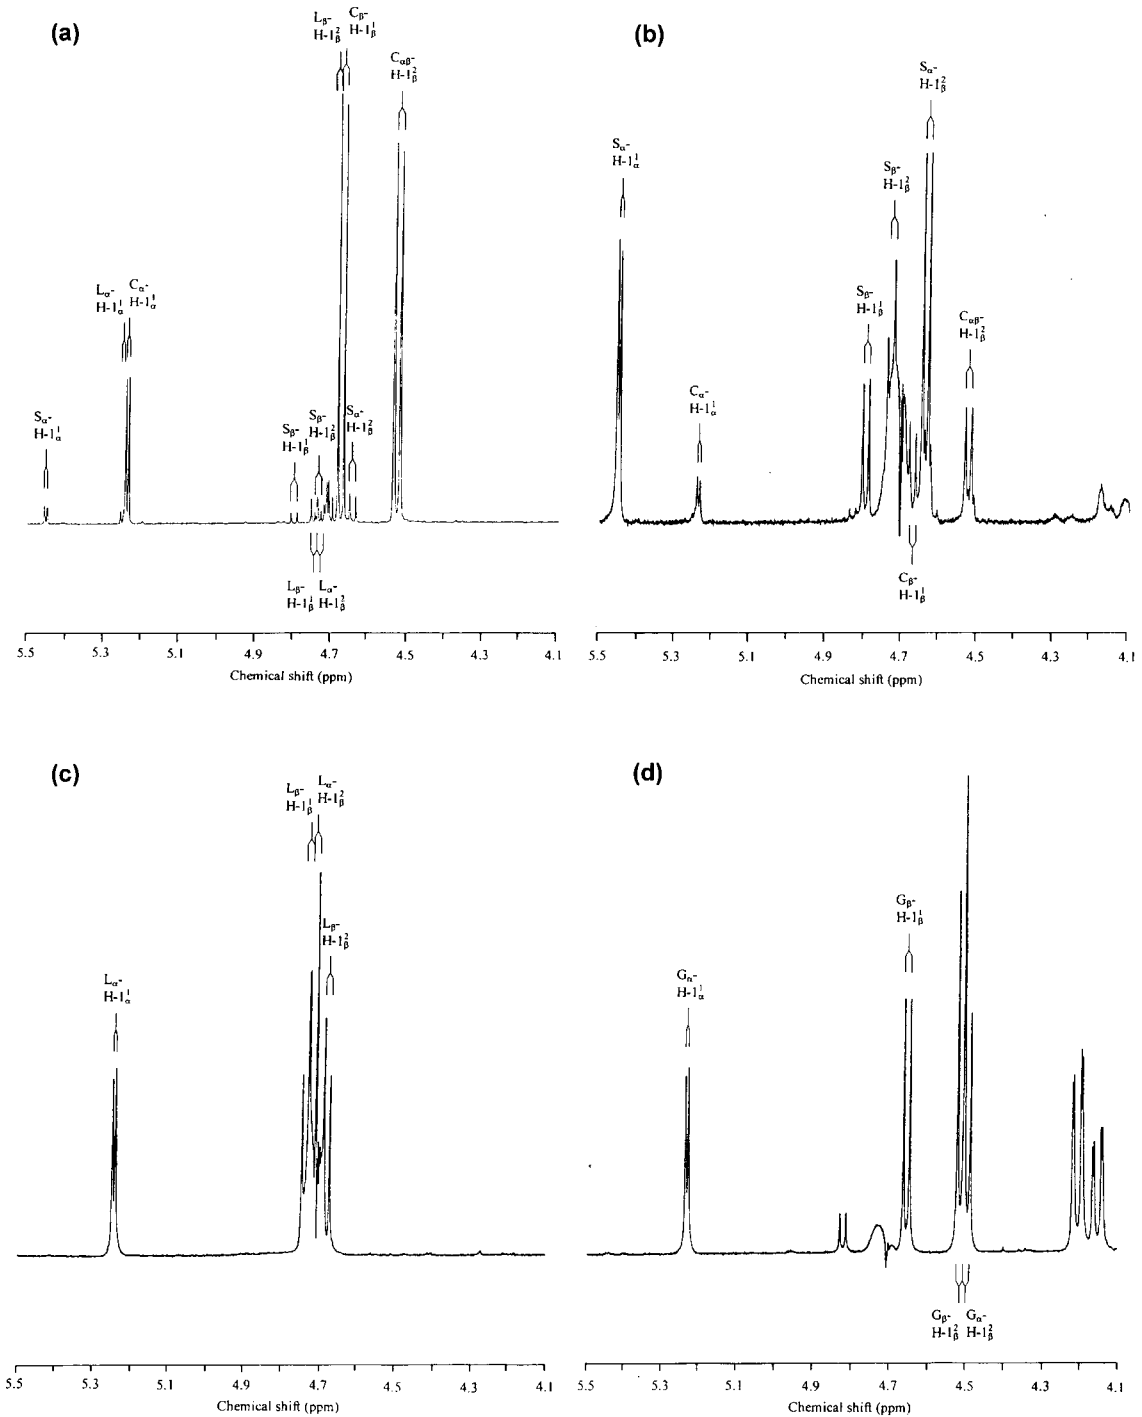 (a)
Lβ-
H-1²β
Cβ-
H-1¹β
Cαβ-
H-1²β
Lα-
H-1¹α
Cα-
H-1¹α
Sα-
H-1¹α
Sβ-
H-1¹β
Sβ-
H-1²β
Sα-
H-1²β
Lβ-
H-1¹β
Lα-
H-1²β
5.5 5.3 5.1 4.9 4.7 4.5 4.3 4.1
Chemical shift (ppm)
(b)
Sα-
H-1²β
Sα-
H-1¹α
Sβ-
H-1²β
Sβ-
H-1¹β
Cαβ-
H-1²β
Cα-
H-1¹α
Cβ-
H-1¹β
5.5 5.3 5.1 4.9 4.7 4.5 4.3 4.1
Chemical shift (ppm)
(c)
Lβ-
H-1¹β
Lα-
H-1²β
Lβ-
H-1²β
Lα-
H-1¹α
5.5 5.3 5.1 4.9 4.7 4.5 4.3 4.1
Chemical shift (ppm)
(d)
Gβ-
H-1¹β
Gα-
H-1¹α
Gβ-
H-1²β
Gα-
H-1²β
5.5 5.3 5.1 4.9 4.7 4.5 4.3 4.1
Chemical shift (ppm)